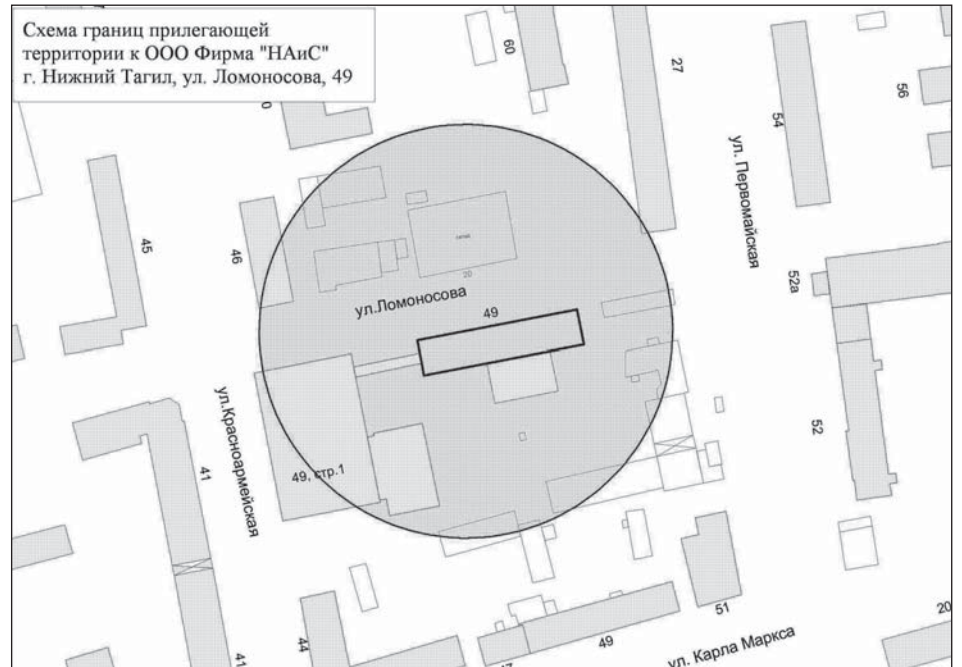 Схема границ прилегающей
территории к ООО Фирма "НАиС"
г. Нижний Тагил, ул. Ломоносова, 49
60
27
56
54
ул. Первомайская
45
46
52а
20
ул.Ломоносова
49
ул.Красноармейская
41
49, стр.1
52
44
49
51
ул. Карла Маркса
20
41